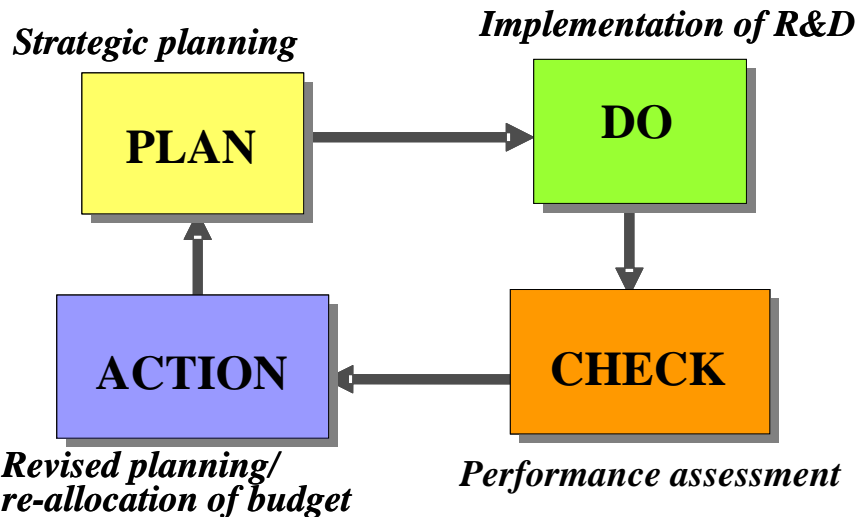 Strategic planning
Implementation of R&D
PLAN
DO
ACTION
CHECK
Revised planning/
re-allocation of budget
Performance assessment